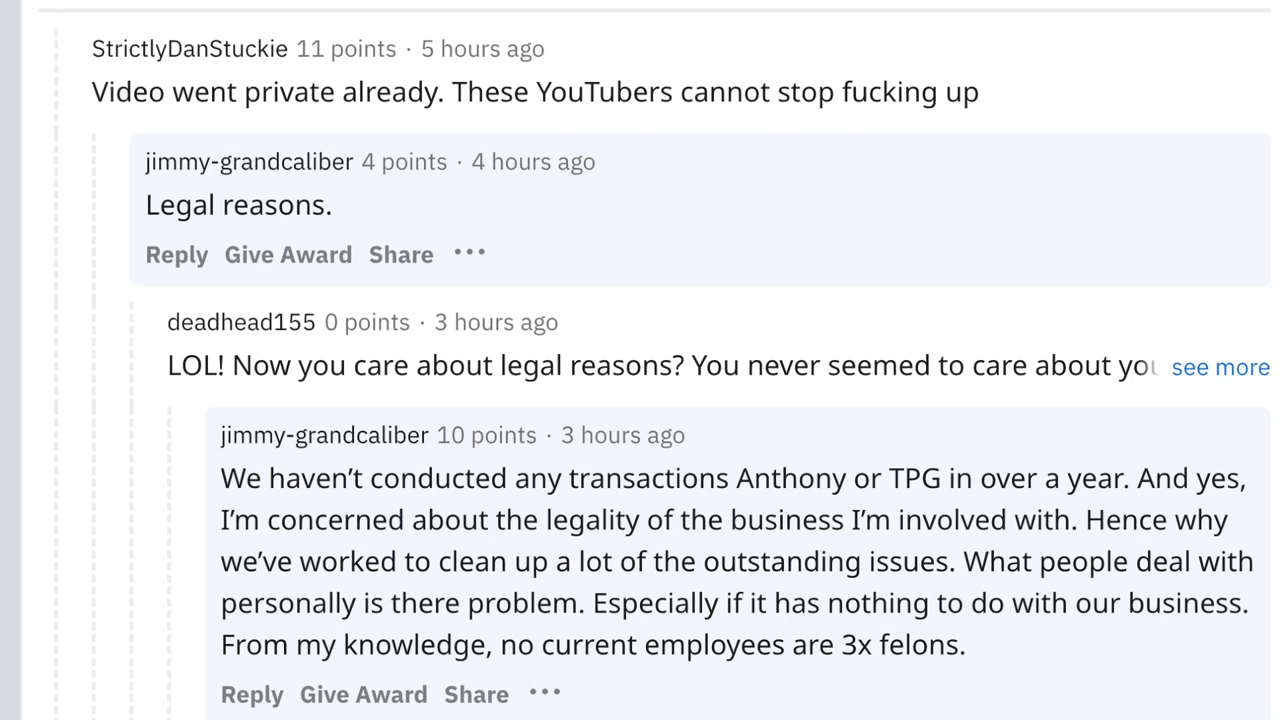 StrictlyDanStuckie 11 points · 5 hours ago
Video went private already. These YouTubers cannot stop fucking up
jimmy-grandcaliber 4 points · 4 hours ago
Legal reasons.
Reply Give Award Share •••
deadhead155 0 points · 3 hours ago
LOL! Now you care about legal reasons? You never seemed to care about you see more
jimmy-grandcaliber 10 points · 3 hours ago
We haven’t conducted any transactions Anthony or TPG in over a year. And yes,
I’m concerned about the legality of the business I’m involved with. Hence why
we’ve worked to clean up a lot of the outstanding issues. What people deal with
personally is there problem. Especially if it has nothing to do with our business.
From my knowledge, no current employees are 3x felons.
Reply Give Award Share •••